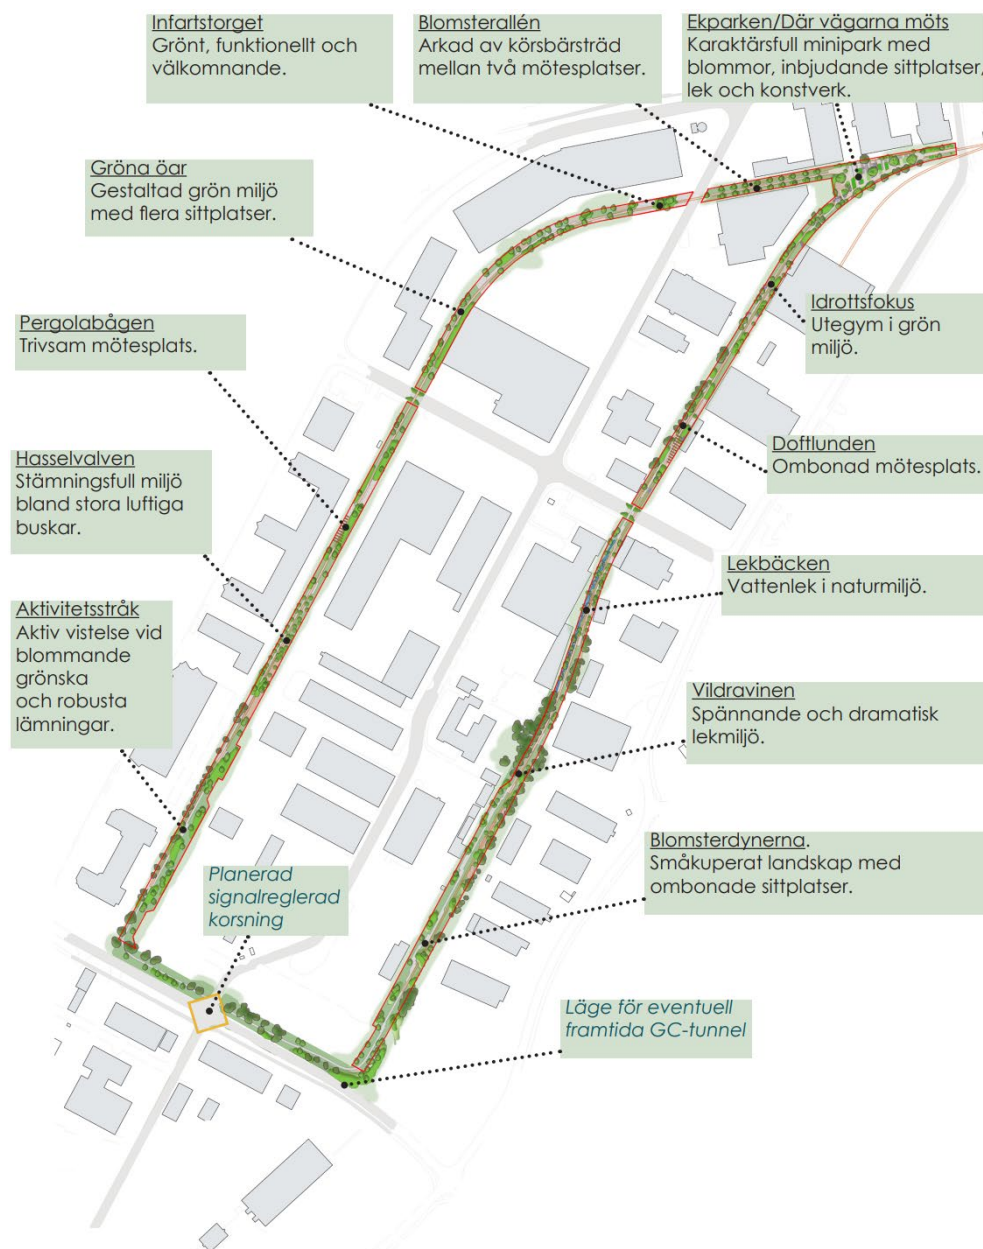 Infartstorget
Grönt, funktionellt och
välkomnande.
Blomsterallén
Arkad av körsbärsträd
mellan två mötesplatser.
Ekparken/Där vägarna möts
Karaktärsfull minipark med
blommor, inbjudande sittplatser,
lek och konstverk.
Gröna öar
Gestaltad grön miljö
med flera sittplatser.
Idrottsfokus
Utegym i grön
miljö.
Pergolabågen
Trivsam mötesplats.
Doftlunden
Ombonad mötesplats.
Hasselvalven
Stämningsfull miljö
bland stora luftiga
buskar.
Lekbäcken
Vattenlek i naturmiljö.
Aktivitetsstråk
Aktiv vistelse vid
blommande
grönska
och robusta
lämningar.
Vildravinen
Spännande och dramatisk
lekmiljö.
Blomsterdynerna.
Småkuperat landskap med
ombonade sittplatser.
Planerad
signalreglerad
korsning
Läge för eventuell
framtida GC-tunnel